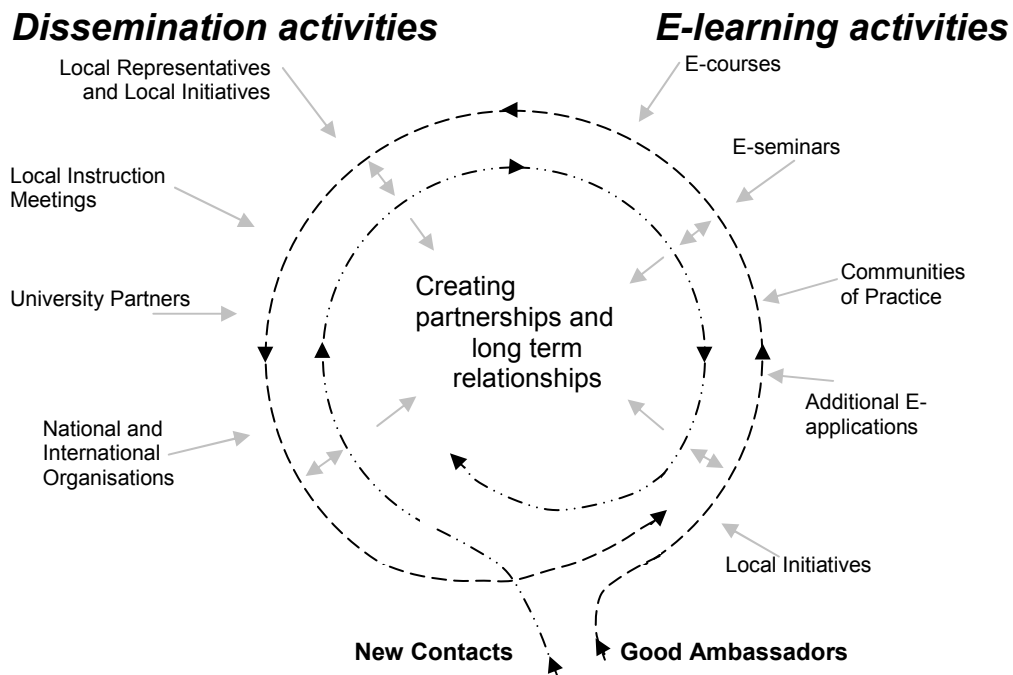 Dissemination activities
E-learning activities
Local Representatives
and Local Initiatives
Local Instruction
Meetings
University Partners
National and
International
Organisations
E-courses
E-seminars
Communities
of Practice
Additional E-
applications
Local Initiatives
Creating
partnerships and
long term
relationships
New Contacts
Good Ambassadors